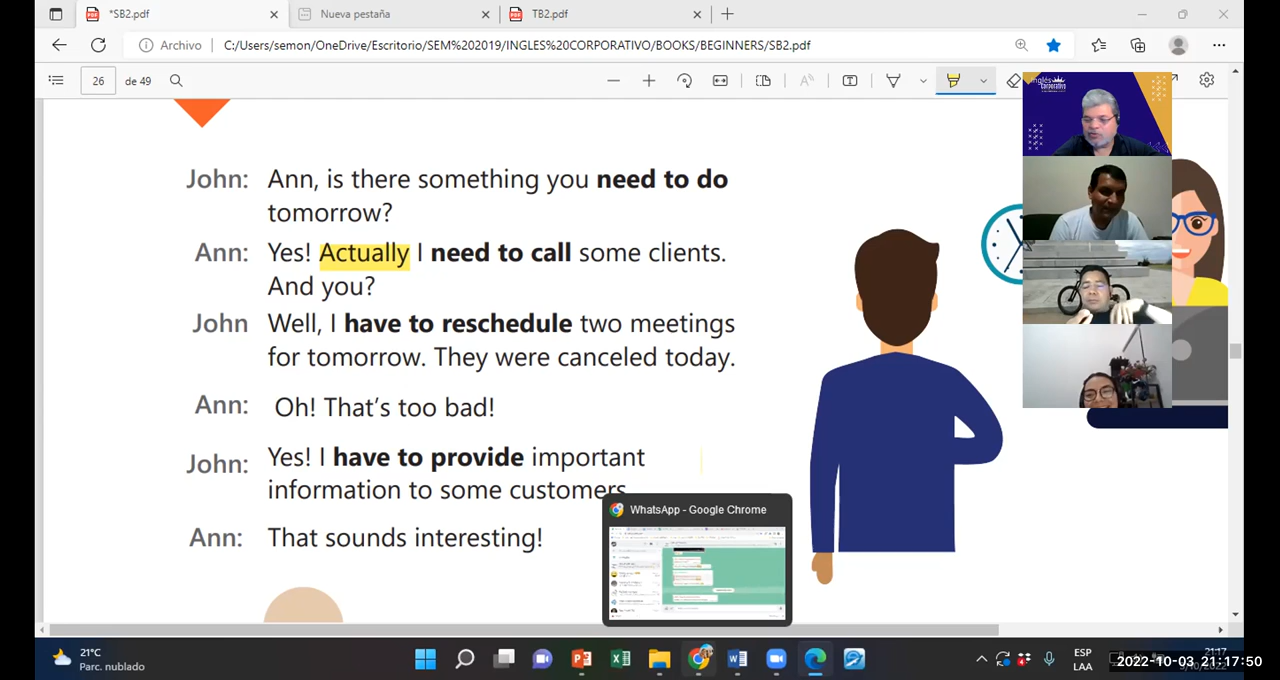 *SB2.pdf
Nueva pestaña
TB2.pdf
Archivo
C:/Users/semon/OneDrive/Escritorio/SEM%202019/INGLES%20CORPORATIVO/BOOKS/BEGINNERS/SB2.pdf
26
de 49
John: Ann, is there something you need to do
tomorrow?
Ann: Yes! Actually I need to call some clients.
And you?
John Well, I have to reschedule two meetings
for tomorrow. They were canceled today.
Ann: Oh! That's too bad!
John: Yes! I have to provide important
information to some customers.
Ann: That sounds interesting!
WhatsApp - Google Chrome
21°C
Parc. nublado
ESP
LAA
21:17
2022-10-03 21:17:50